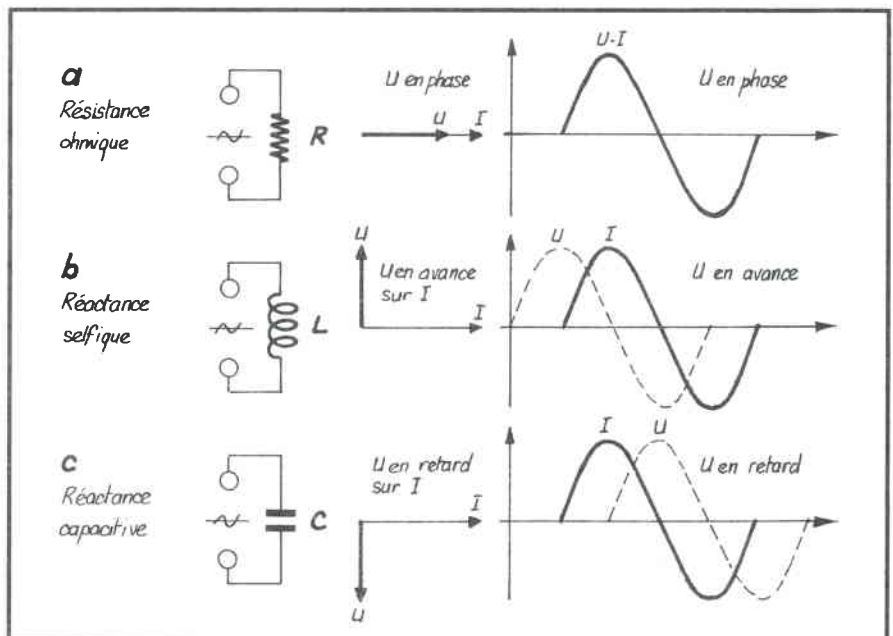 a
Résistance
ohmique
R
U en phase
U I
U-I
U en phase
b
Réactance
selfique
L
U
U en avance
sur I
I
U I
U en avance
c
Réactance
capacitive
C
U en retard
sur I
I
U
I U
U en retard